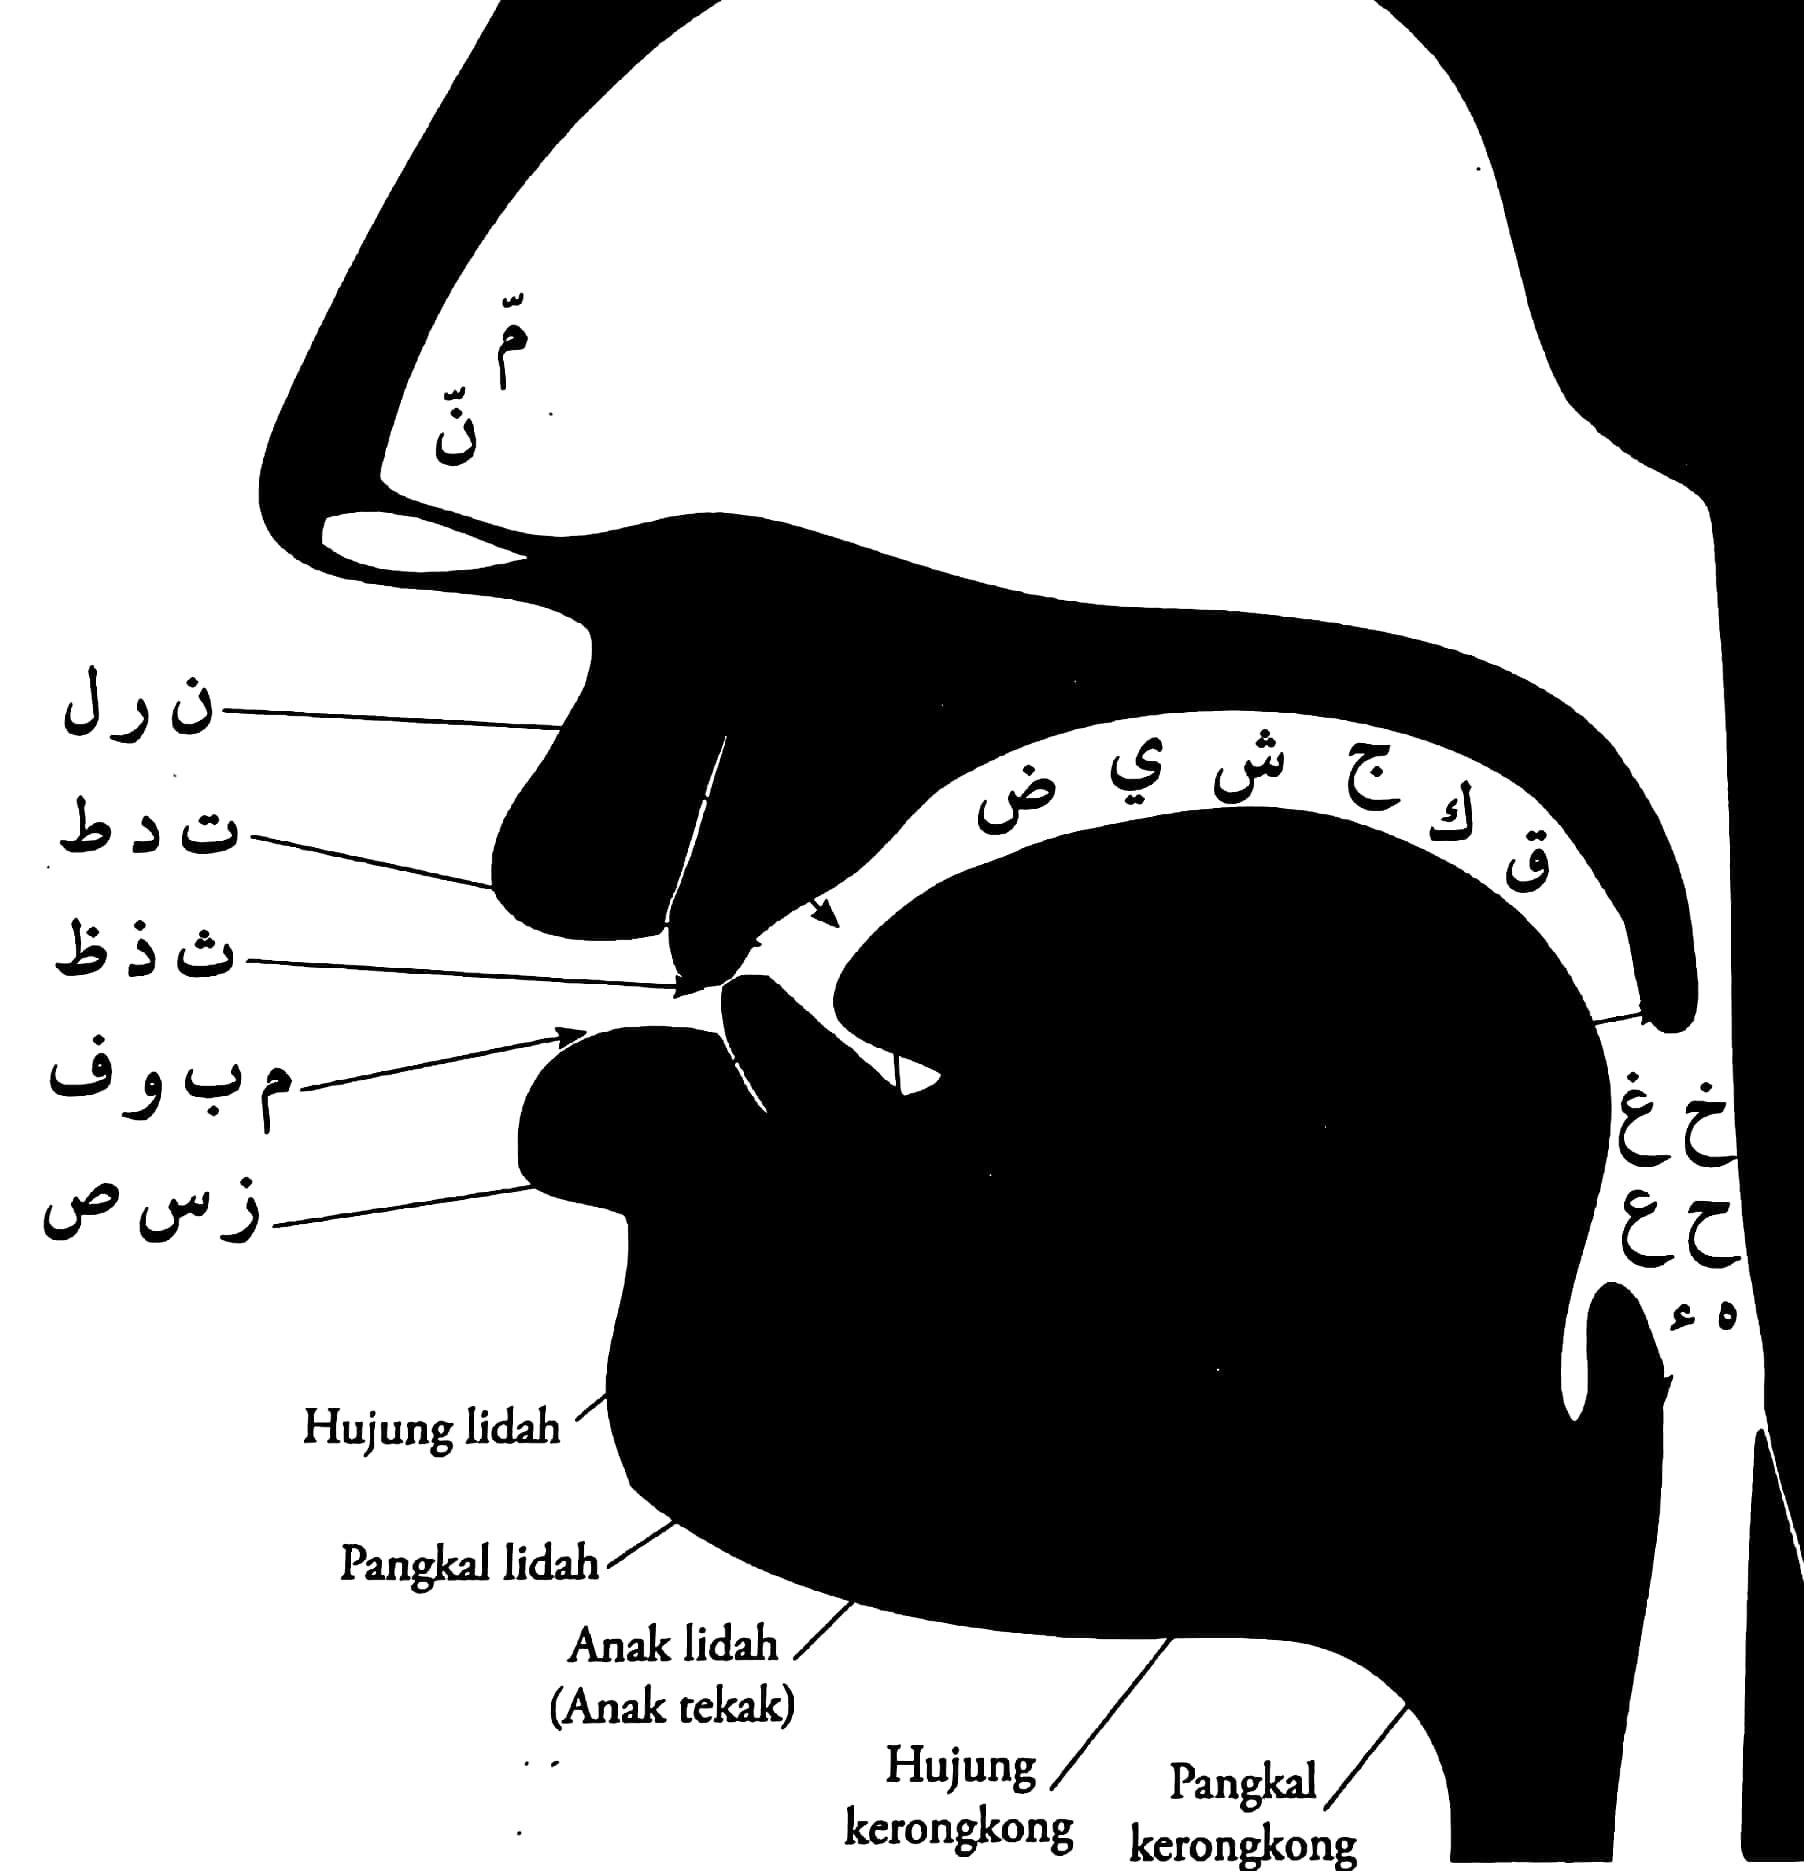 مّ
نّ
ل ر ن
ط د ت
ض ي ش ج ك ق
ظ ذ ث
ف و ب م
غ خ
ص س ز
ع ح
ء ه
Hujung lidah
Pangkal lidah
Anak lidah
(Anak tekak)
Hujung
kerongkong
Pangkal
kerongkong